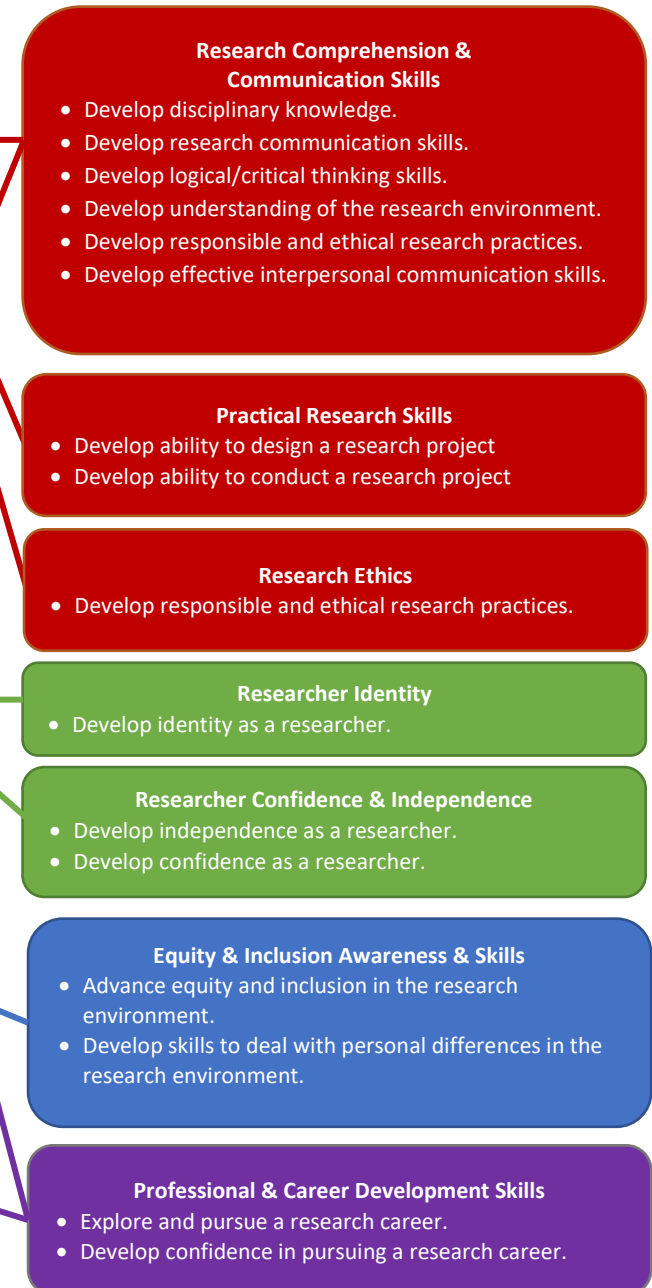 Research Comprehension &
Communication Skills
• Develop disciplinary knowledge.
• Develop research communication skills.
• Develop logical/critical thinking skills.
• Develop understanding of the research environment.
• Develop responsible and ethical research practices.
• Develop effective interpersonal communication skills.
Practical Research Skills
• Develop ability to design a research project
• Develop ability to conduct a research project
Research Ethics
• Develop responsible and ethical research practices.
Researcher Identity
• Develop identity as a researcher.
Researcher Confidence & Independence
• Develop independence as a researcher.
• Develop confidence as a researcher.
Equity & Inclusion Awareness & Skills
• Advance equity and inclusion in the research
environment.
• Develop skills to deal with personal differences in the
research environment.
Professional & Career Development Skills
• Explore and pursue a research career.
• Develop confidence in pursuing a research career.